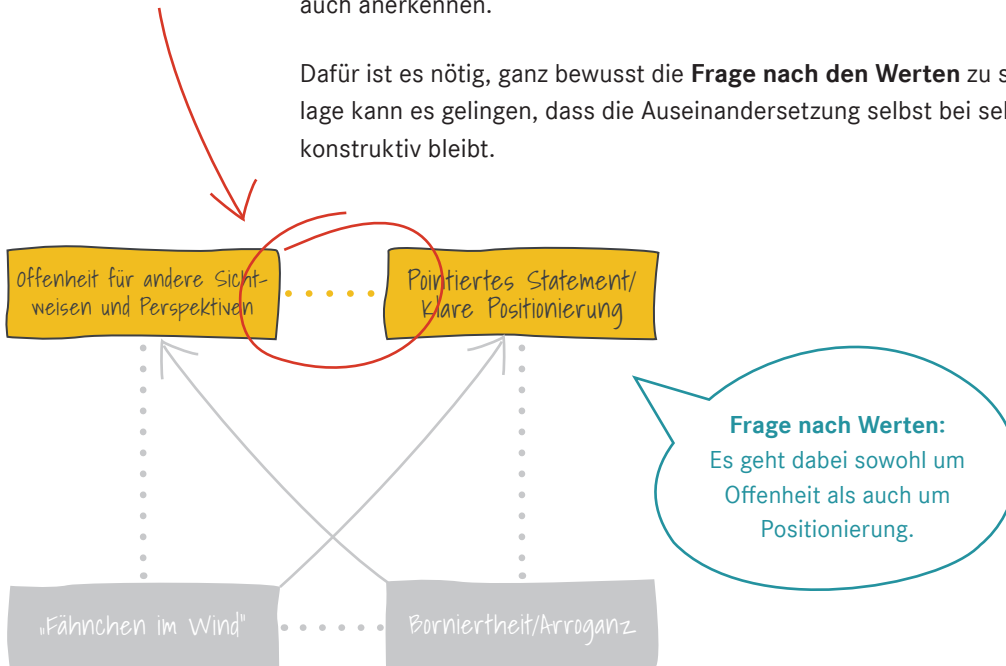 auch anerkennen.
Dafür ist es nötig, ganz bewusst die Frage nach den Werten zu s
lage kann es gelingen, dass die Auseinandersetzung selbst bei sel
konstruktiv bleibt.
Offenheit für andere Sicht-
weisen und Perspektiven
Pointiertes Statement/
Klare Positionierung
Frage nach Werten:
Es geht dabei sowohl um
Offenheit als auch um
Positionierung.
„Fähnchen im Wind"
Borniertheit/Arroganz